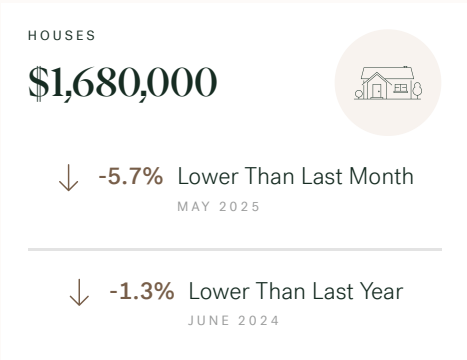 HOUSES
$1,680,000
-5.7% Lower Than Last Month
MAY 2025
-1.3% Lower Than Last Year
JUNE 2024